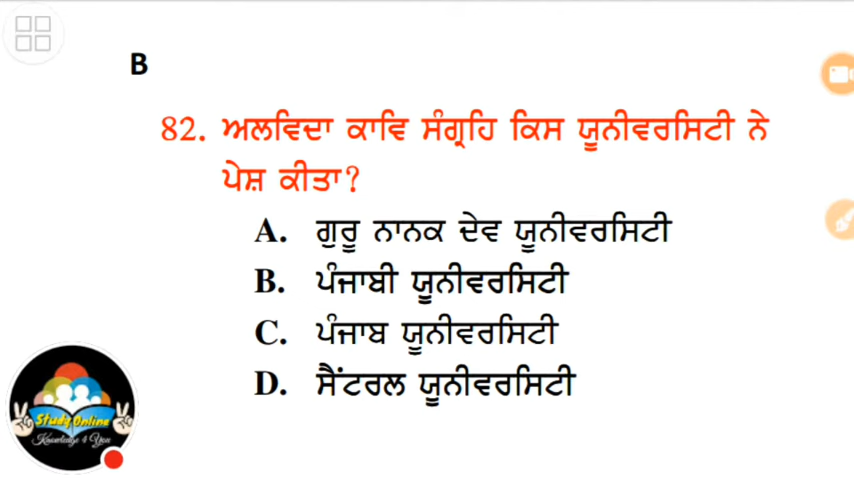 B
82. ਅਲਵਿਦਾ ਕਾਵਿ ਸੰਗ੍ਰਹਿ ਕਿਸ ਯੂਨੀਵਰਸਿਟੀ ਨੇ
ਪੇਸ਼ ਕੀਤਾ?
A. ਗੁਰੂ ਨਾਨਕ ਦੇਵ ਯੂਨੀਵਰਸਿਟੀ
B. ਪੰਜਾਬੀ ਯੂਨੀਵਰਸਿਟੀ
C. ਪੰਜਾਬ ਯੂਨੀਵਰਸਿਟੀ
D. ਸੈਂਟਰਲ ਯੂਨੀਵਰਸਿਟੀ
Study Online
Knowledge 4 You